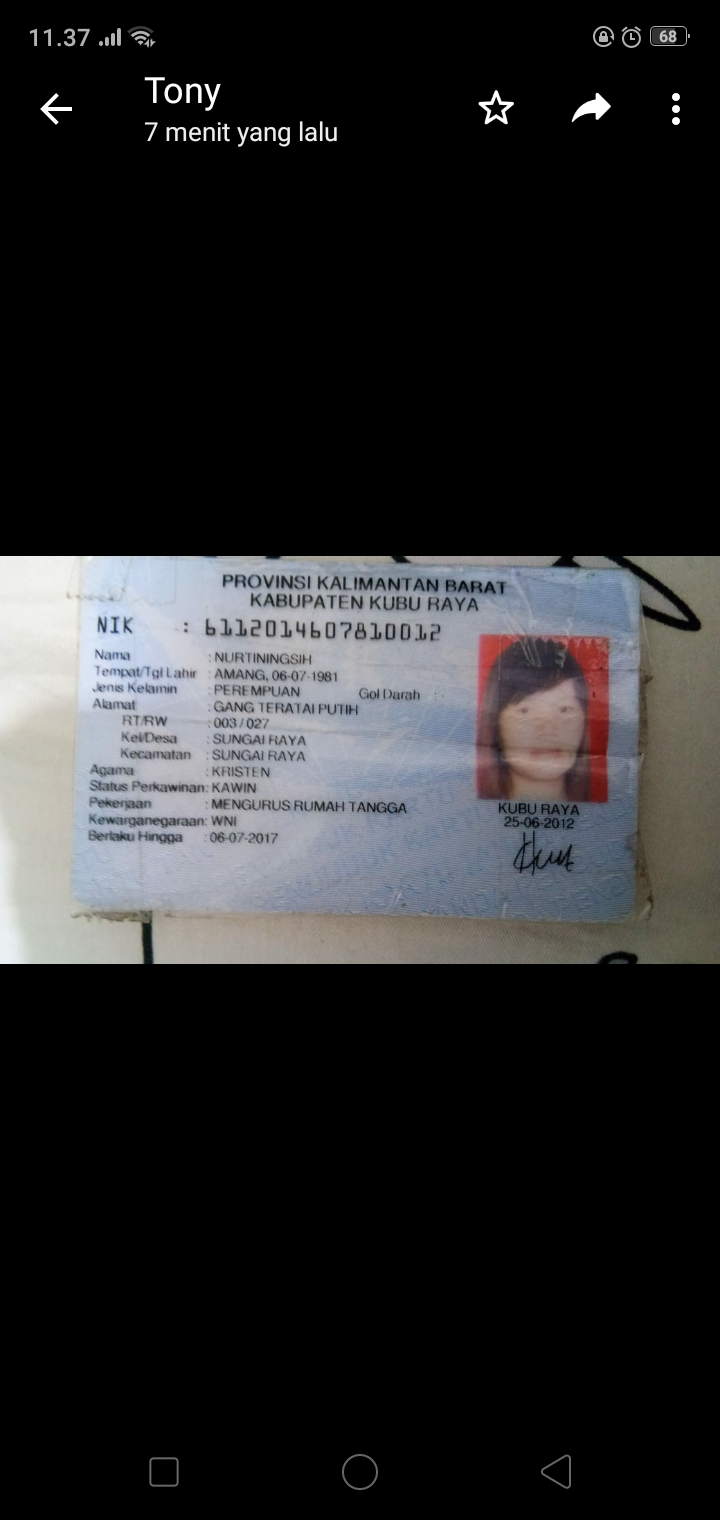 11.37
68
Tony
7 menit yang lalu
PROVINSI KALIMANTAN BARAT
KABUPATEN KUBU RAYA
NIK : 6112014607810012
Nama : NURTININGSIH
Tempat/Tgl Lahir : AMANG, 06-07-1981
Jenis Kelamin : PEREMPUAN Gol Darah : -
Alamat : GANG TERATAI PUTIH
RT/RW : 003 / 027
Kel/Desa : SUNGAI RAYA
Kecamatan : SUNGAI RAYA
Agama : KRISTEN
Status Perkawinan: KAWIN
Pekerjaan : MENGURUS RUMAH TANGGA
Kewarganegaraan: WNI
Berlaku Hingga : 06-07-2017
KUBU RAYA
25-06-2012